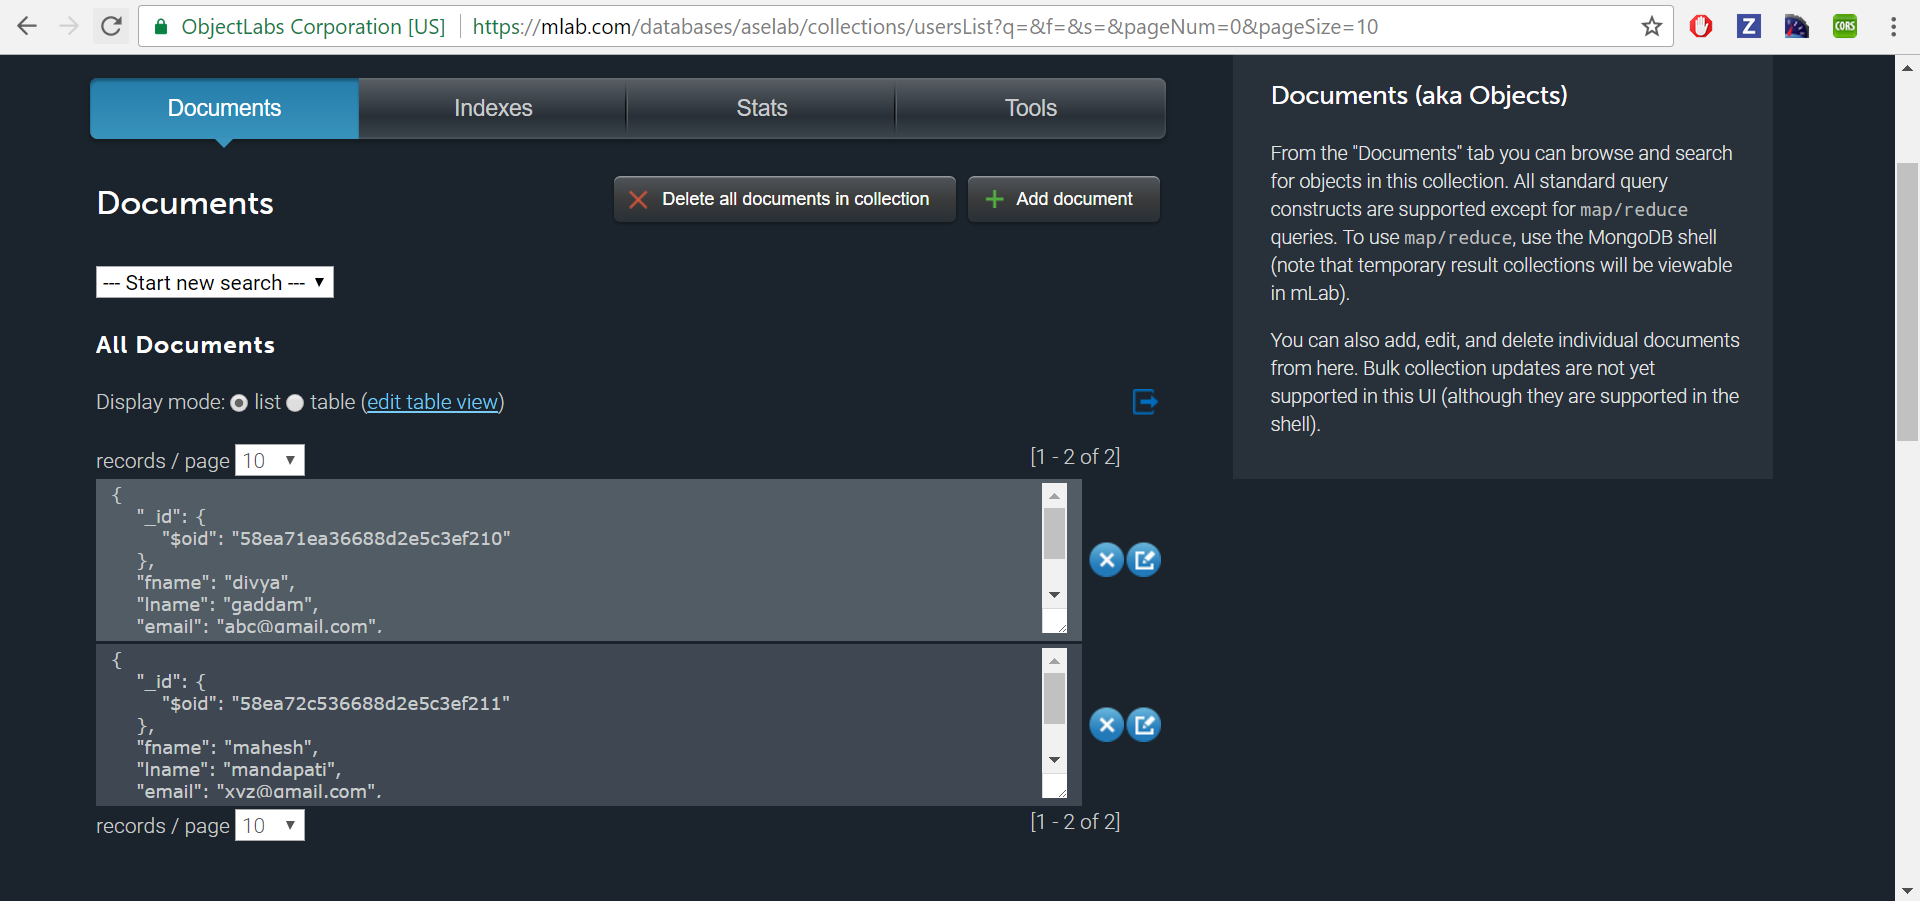 ObjectLabs Corporation [US] https://mlab.com/databases/aselab/collections/usersList?q=&f=&s=&pageNum=0&pageSize=10
Z
CORS
Documents Indexes Stats Tools
Documents
Delete all documents in collection
Add document
--- Start new search ---
All Documents
Display mode: list table (edit table view)
records / page 10
[1 - 2 of 2]
{
"_id": {
"$oid": "58ea71ea36688d2e5c3ef210"
},
"fname": "divya",
"lname": "gaddam",
"email": "abc@gmail.com",
{
"_id": {
"$oid": "58ea72c536688d2e5c3ef211"
},
"fname": "mahesh",
"lname": "mandapati",
"email": "xyz@gmail.com",
records / page 10
[1 - 2 of 2]
Documents (aka Objects)
From the "Documents" tab you can browse and search
for objects in this collection. All standard query
constructs are supported except for map/reduce
queries. To use map/reduce, use the MongoDB shell
(note that temporary result collections will be viewable
in mLab).
You can also add, edit, and delete individual documents
from here. Bulk collection updates are not yet
supported in this UI (although they are supported in the
shell).